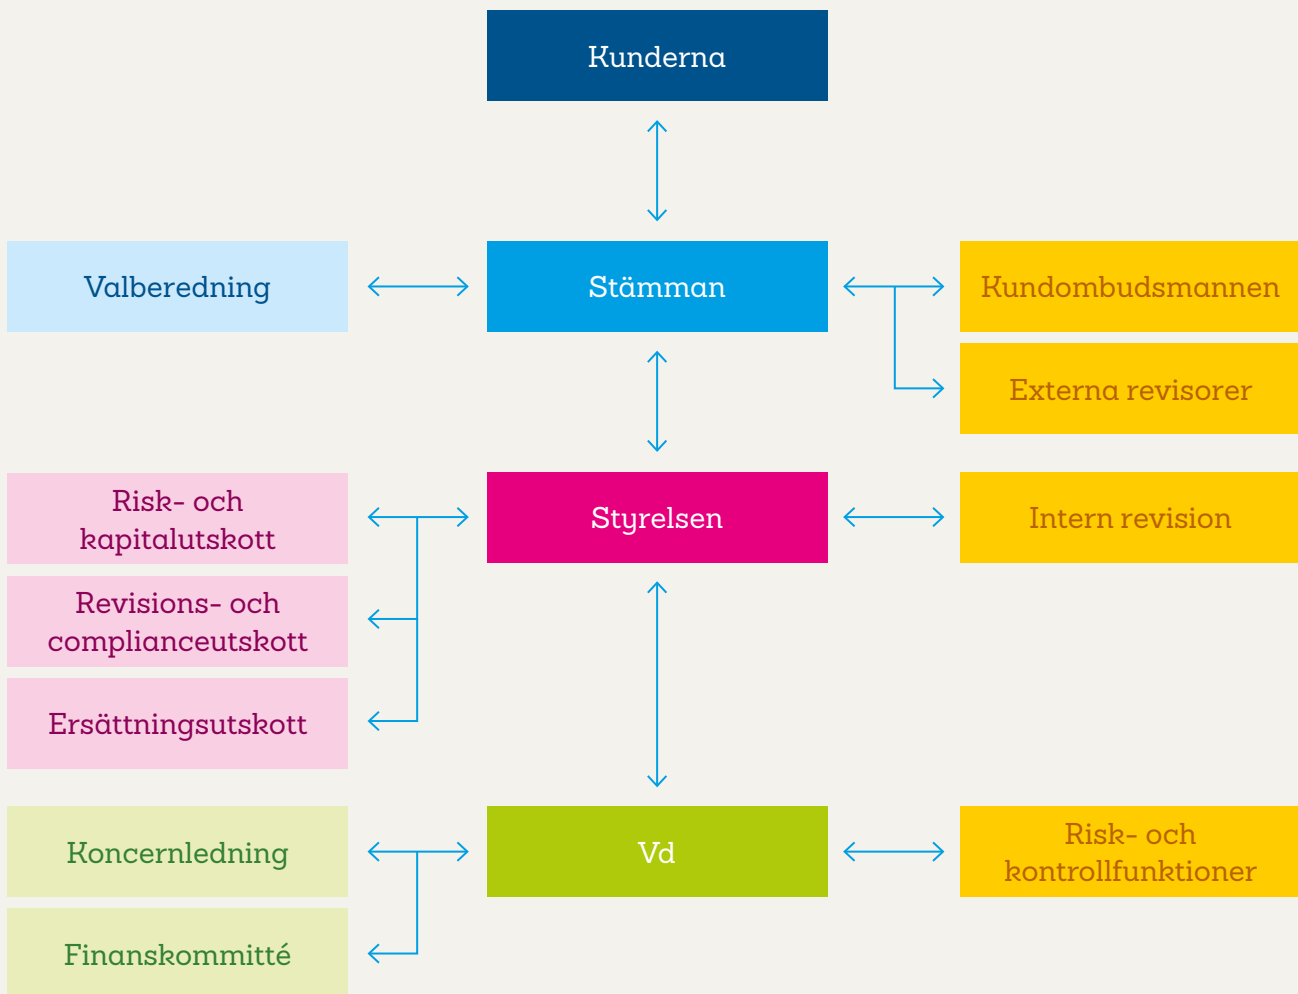 Kunderna
Valberedning
Stämman
Kundombudsmannen
Externa revisorer
Risk- och
kapitalutskott
Styrelsen
Intern revision
Revisions- och
complianceutskott
Ersättningsutskott
Koncernledning
Vd
Risk- och
kontrollfunktioner
Finanskommitté